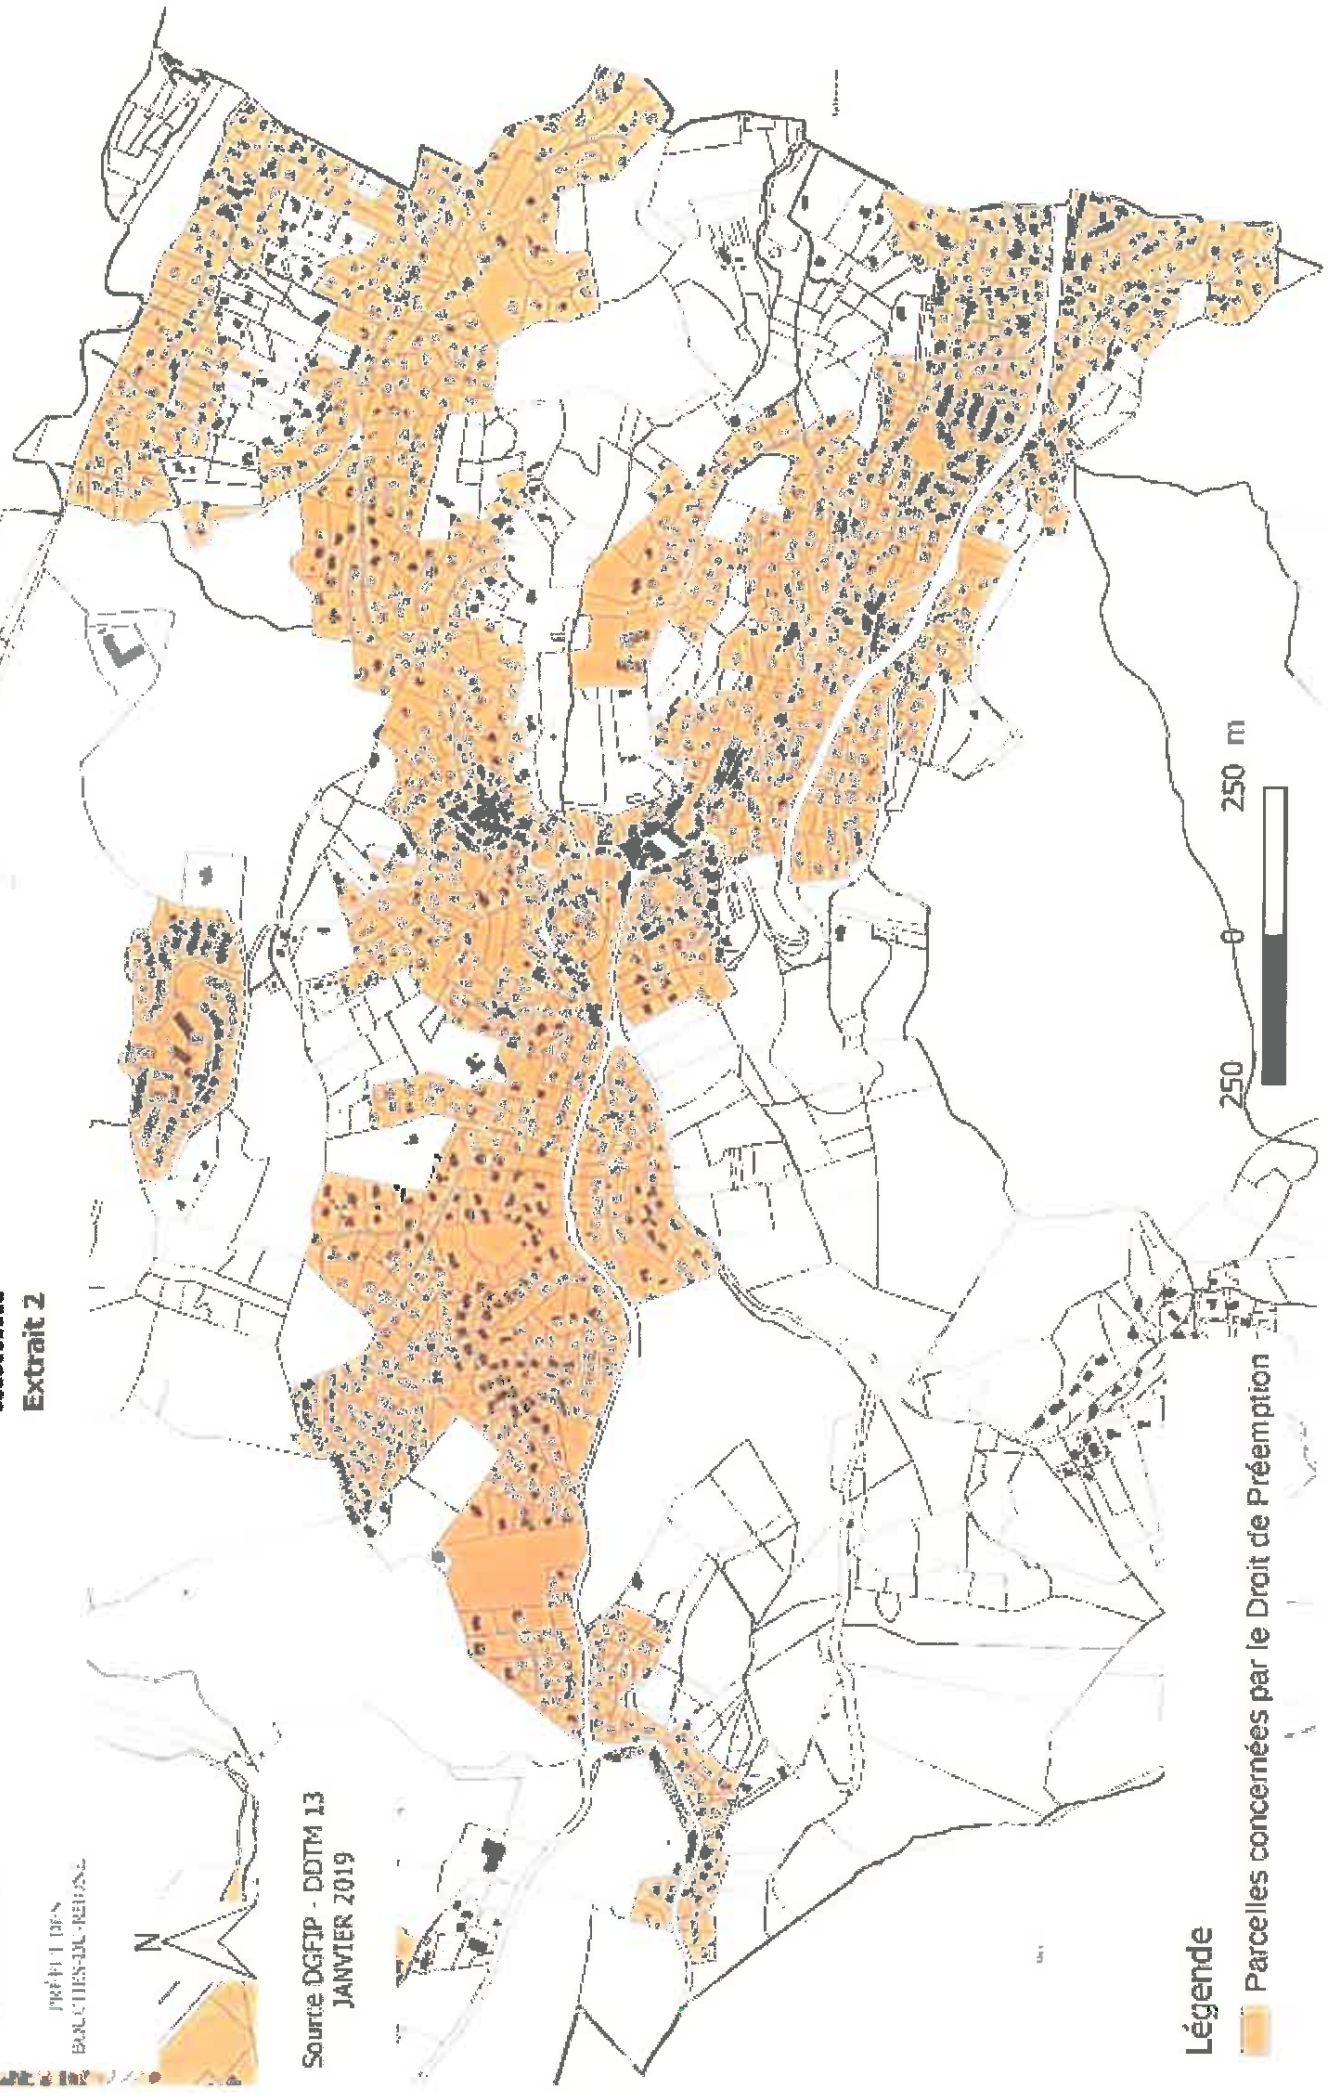 Extrait 2
PRÉFET DES
BOUCHES-DU-RHÔNE
N
Source DGFIP - DDTM 13
JANVIER 2019
250 0 250 m
Légende
Parcelles concernées par le Droit de Préemption